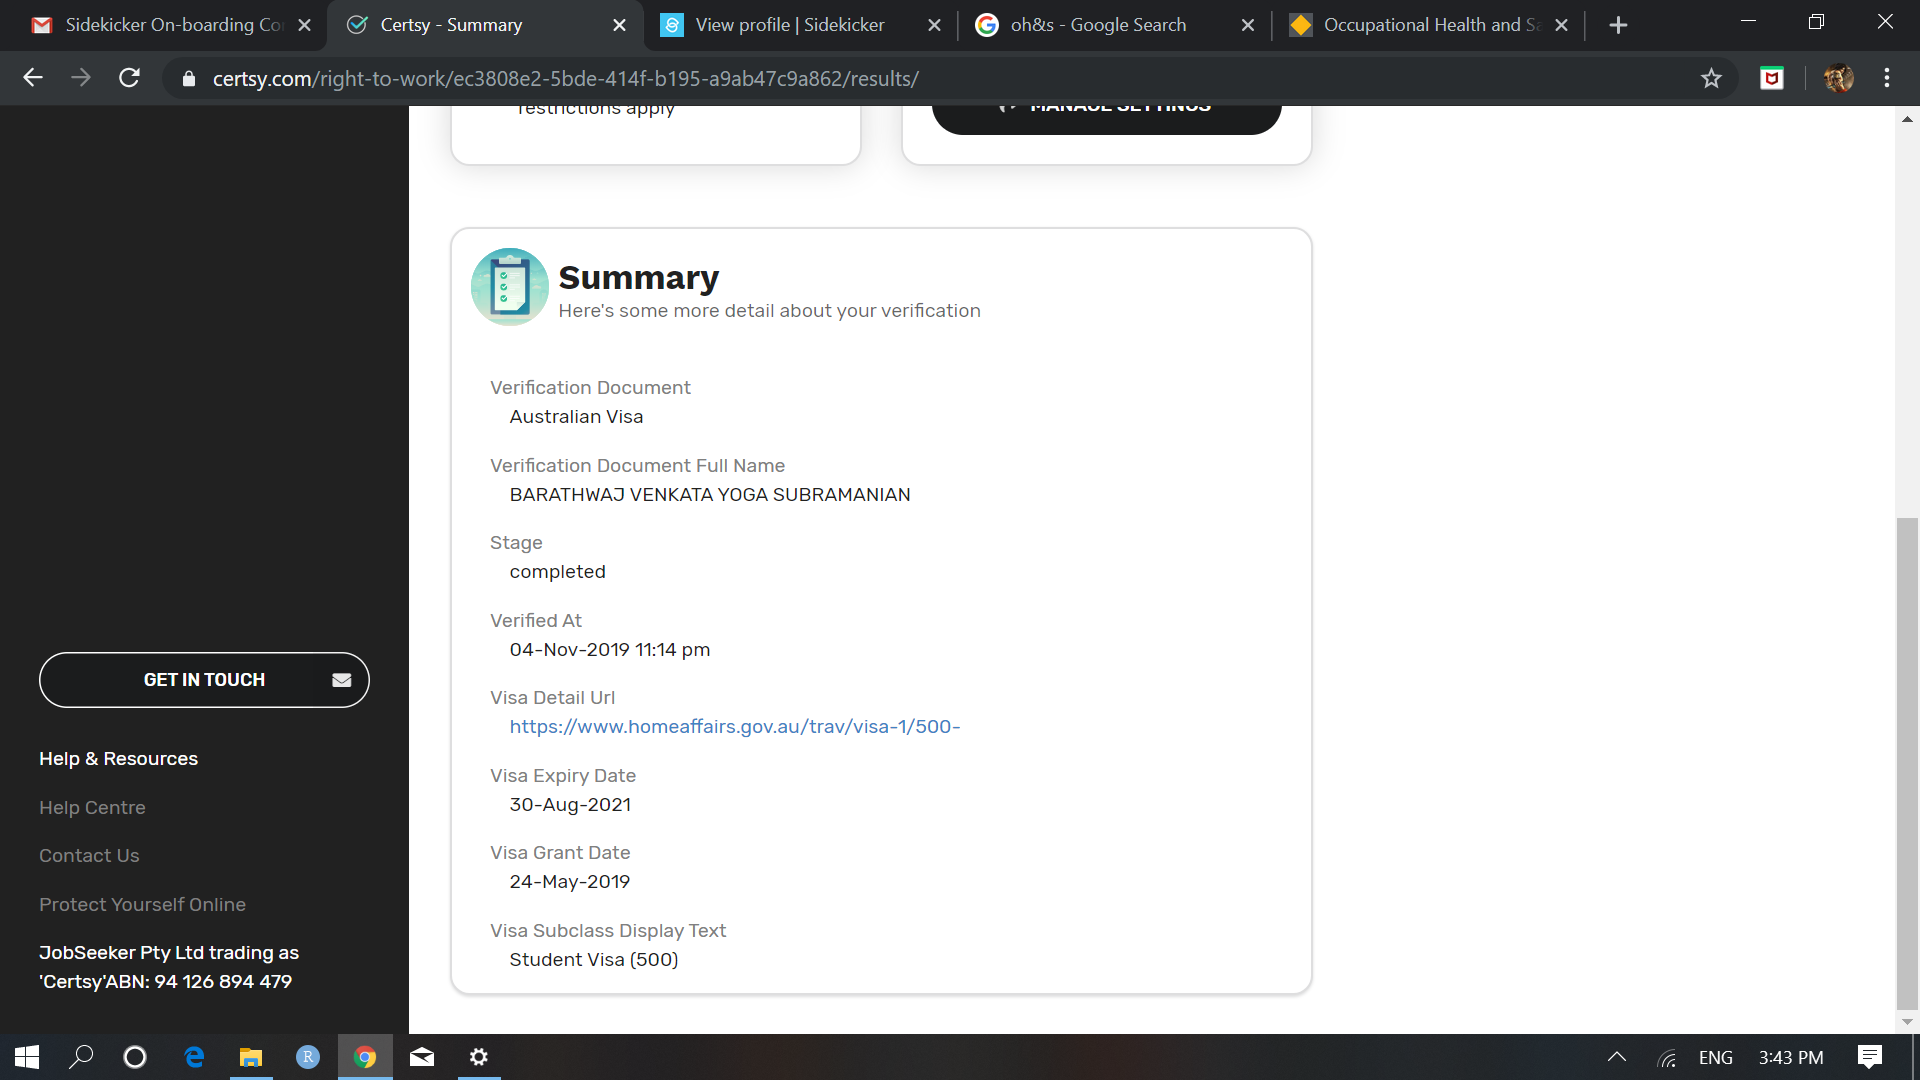 Sidekicker On-boarding Co
Certsy - Summary
View profile | Sidekicker
oh&s - Google Search
Occupational Health and Sa
certsy.com/right-to-work/ec3808e2-5bde-414f-b195-a9ab47c9a862/results/
restrictions apply
MANAGE SETTINGS
Summary
Here's some more detail about your verification
Verification Document
Australian Visa
Verification Document Full Name
BARATHWAJ VENKATA YOGA SUBRAMANIAN
Stage
completed
Verified At
04-Nov-2019 11:14 pm
Visa Detail Url
https://www.homeaffairs.gov.au/trav/visa-1/500-
Visa Expiry Date
30-Aug-2021
Visa Grant Date
24-May-2019
Visa Subclass Display Text
Student Visa (500)
GET IN TOUCH
Help & Resources
Help Centre
Contact Us
Protect Yourself Online
JobSeeker Pty Ltd trading as
'Certsy'ABN: 94 126 894 479
R
ENG
3:43 PM